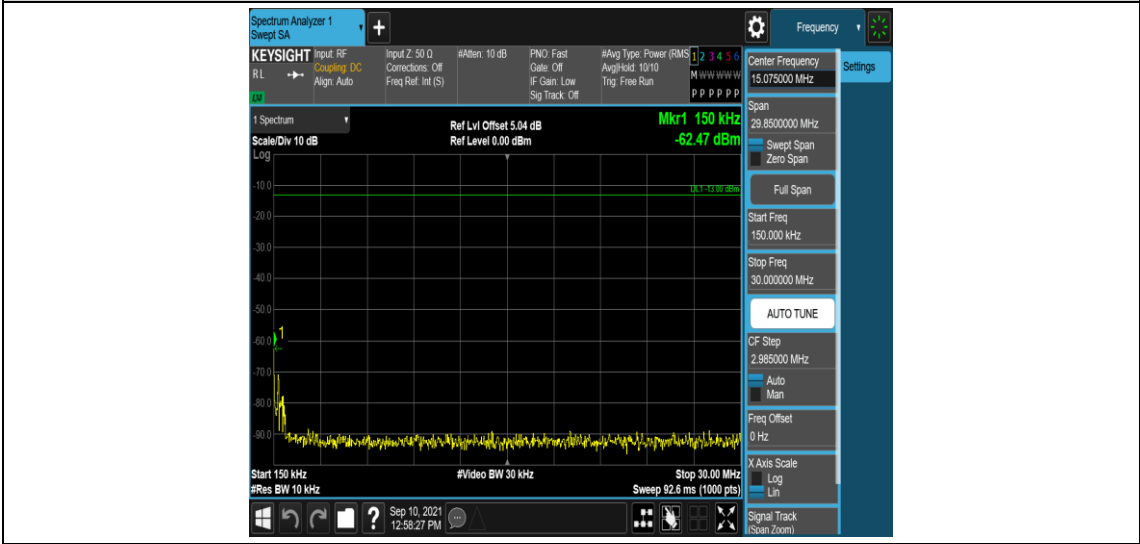 Spectrum Analyzer 1
Swept SA
+
Frequency
KEYSIGHT
RL
Input: RF
Coupling: DC
Align: Auto
Input Z: 50 Ω
Corrections: Off
Freq Ref: Int (S)
#Atten: 10 dB
PNO: Fast
Gate: Off
IF Gain: Low
Sig Track: Off
#Avg Type: Power (RMS
Avg|Hold: 10/10
Trig: Free Run
1 2 3 4 5 6
M W W W W W
P P P P P P
1 Spectrum
Scale/Div 10 dB
Log
Ref Lvl Offset 5.04 dB
Ref Level 0.00 dBm
Mkr1 150 kHz
-62.47 dBm
DL1 -13.00 dBm
-10.0
-20.0
-30.0
-40.0
-50.0
1
-60.0
-70.0
-80.0
-90.0
Start 150 kHz
#Res BW 10 kHz
#Video BW 30 kHz
Stop 30.00 MHz
Sweep 92.6 ms (1000 pts)
?
Sep 10, 2021
12:58:27 PM
Center Frequency
15.075000 MHz
Settings
Span
29.8500000 MHz
Swept Span
Zero Span
Full Span
Start Freq
150.000 kHz
Stop Freq
30.000000 MHz
AUTO TUNE
CF Step
2.985000 MHz
Auto
Man
Freq Offset
0 Hz
X Axis Scale
Log
Lin
Signal Track
(Span Zoom)